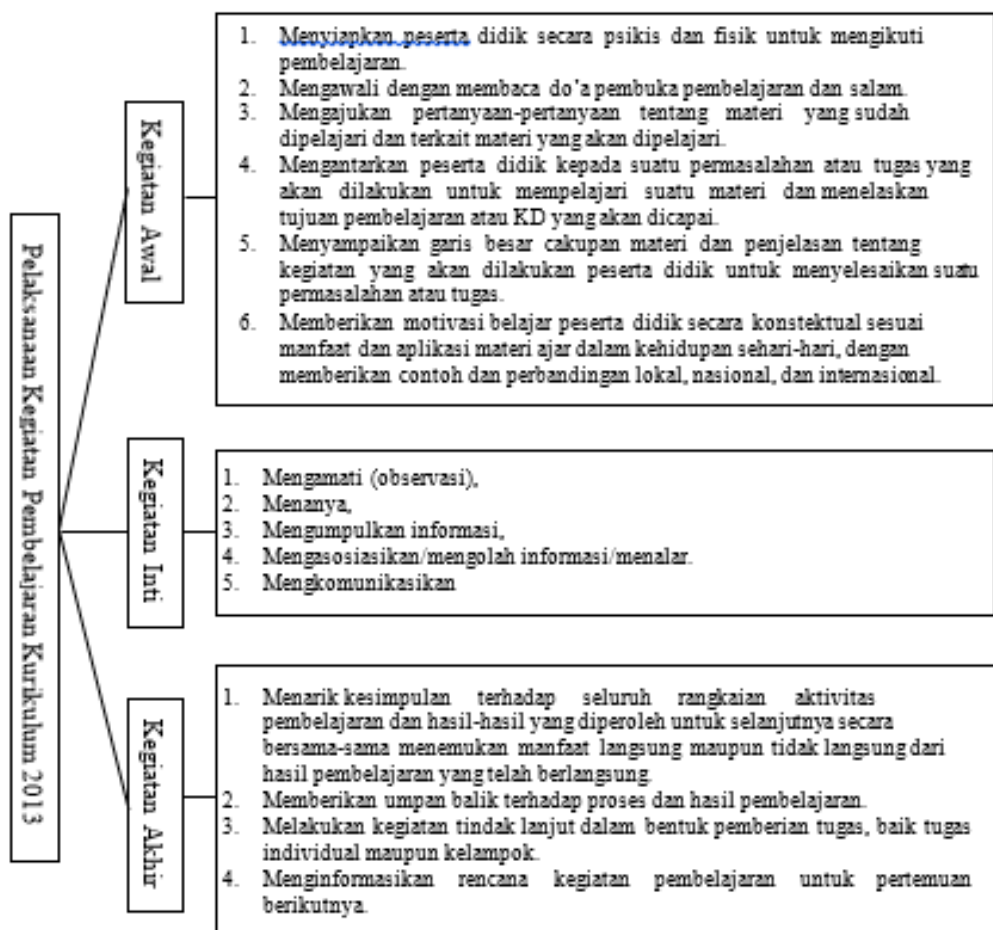 Pelaksanaan Kegiatan Pembelajaran Kurikulum 2013
Kegiatan Awal
1. Menyiapkan peserta didik secara psikis dan fisik untuk mengikuti
pembelajaran.
2. Mengawali dengan membaca do'a pembuka pembelajaran dan salam.
3. Mengajukan pertanyaan-pertanyaan tentang materi yang sudah
dipelajari dan terkait materi yang akan dipelajari.
4. Mengantarkan peserta didik kepada suatu permasalahan atau tugas yang
akan dilakukan untuk mempelajari suatu materi dan menelaskan
tujuan pembelajaran atau KD yang akan dicapai.
5. Menyampaikan garis besar cakupan materi dan penjelasan tentang
kegiatan yang akan dilakukan peserta didik untuk menyelesaikan suatu
permasalahan atau tugas.
6. Memberikan motivasi belajar peserta didik secara konstektual sesuai
manfaat dan aplikasi materi ajar dalam kehidupan sehari-hari, dengan
memberikan contoh dan perbandingan lokal, nasional, dan internasional.
Kegiatan Inti
1. Mengamati (observasi),
2. Menanya,
3. Mengumpulkan informasi,
4. Mengasosiasikan/mengolah informasi/menalar.
5. Mengkomunikasikan
Kegiatan Akhir
1. Menarik kesimpulan terhadap seluruh rangkaian aktivitas
pembelajaran dan hasil-hasil yang diperoleh untuk selanjutnya secara
bersama-sama menemukan manfaat langsung maupun tidak langsung dari
hasil pembelajaran yang telah berlangsung.
2. Memberikan umpan balik terhadap proses dan hasil pembelajaran.
3. Melakukan kegiatan tindak lanjut dalam bentuk pemberian tugas, baik tugas
individual maupun kelampok.
4. Menginformasikan rencana kegiatan pembelajaran untuk pertemuan
berikutnya.